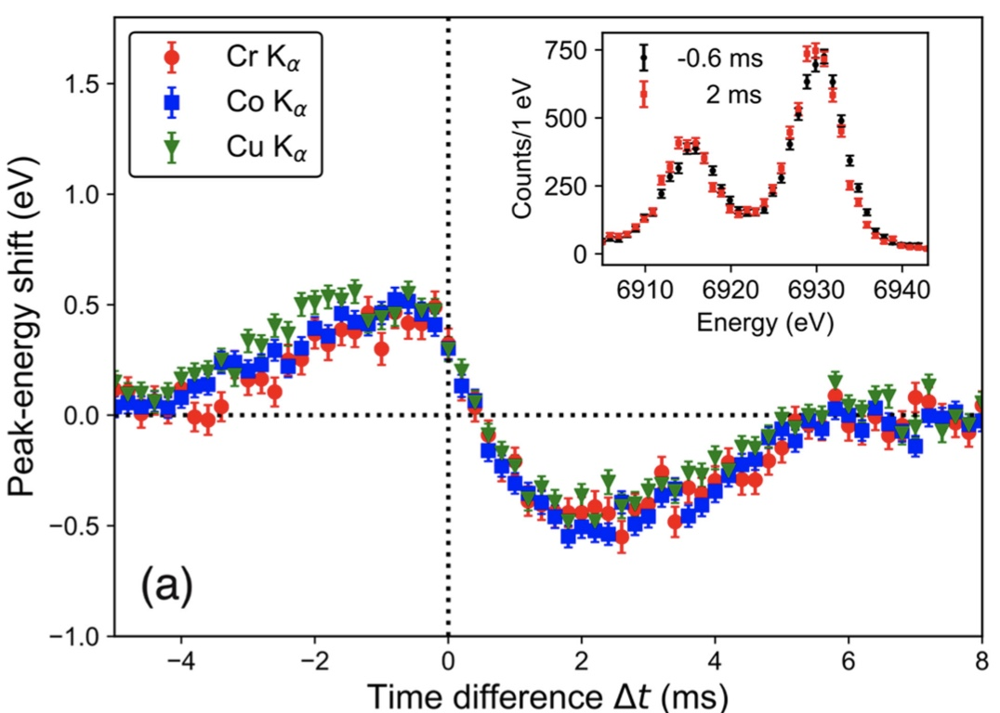 Peak-energy shift (eV)
1.5
1.0
0.5
0.0
−0.5
−1.0
Cr Kα
Co Kα
Cu Kα
Counts/1 eV
750
500
250
0
-0.6 ms
2 ms
6910 6920 6930 6940
Energy (eV)
(a)
−4 −2 0 2 4 6 8
Time difference Δt (ms)